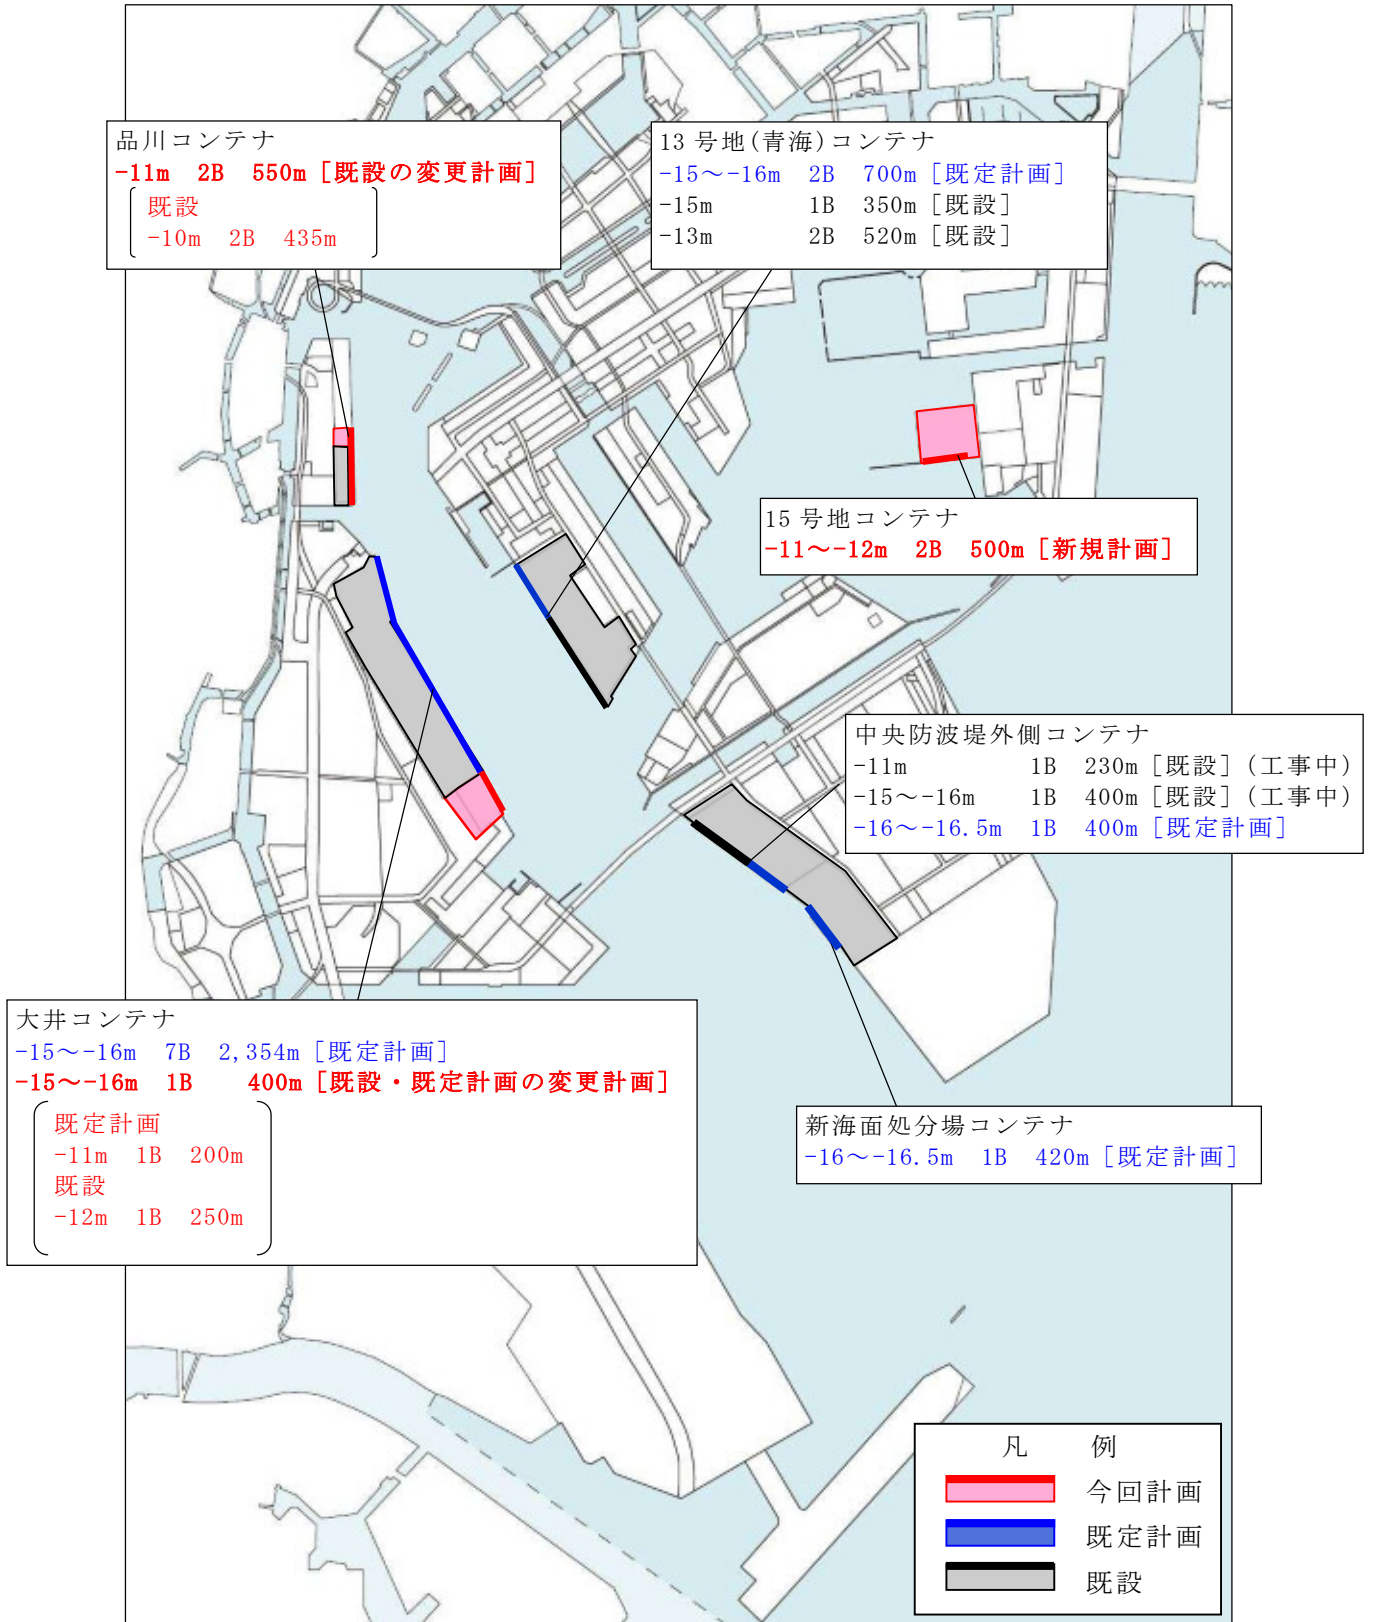 品川コンテナ
-11m 2B 550m［既設の変更計画］
既設
-10m 2B 435m
13 号地(青海)コンテナ
-15～-16m 2B 700m［既定計画］
-15m 1B 350m［既設］
-13m 2B 520m［既設］
15 号地コンテナ
-11～-12m 2B 500m［新規計画］
中央防波堤外側コンテナ
-11m 1B 230m［既設］(工事中)
-15～-16m 1B 400m［既設］(工事中)
-16～-16.5m 1B 400m［既定計画］
大井コンテナ
-15～-16m 7B 2,354m［既定計画］
-15～-16m 1B 400m［既設・既定計画の変更計画］
既定計画
-11m 1B 200m
既設
-12m 1B 250m
新海面処分場コンテナ
-16～-16.5m 1B 420m［既定計画］
凡 例
今回計画
既定計画
既設